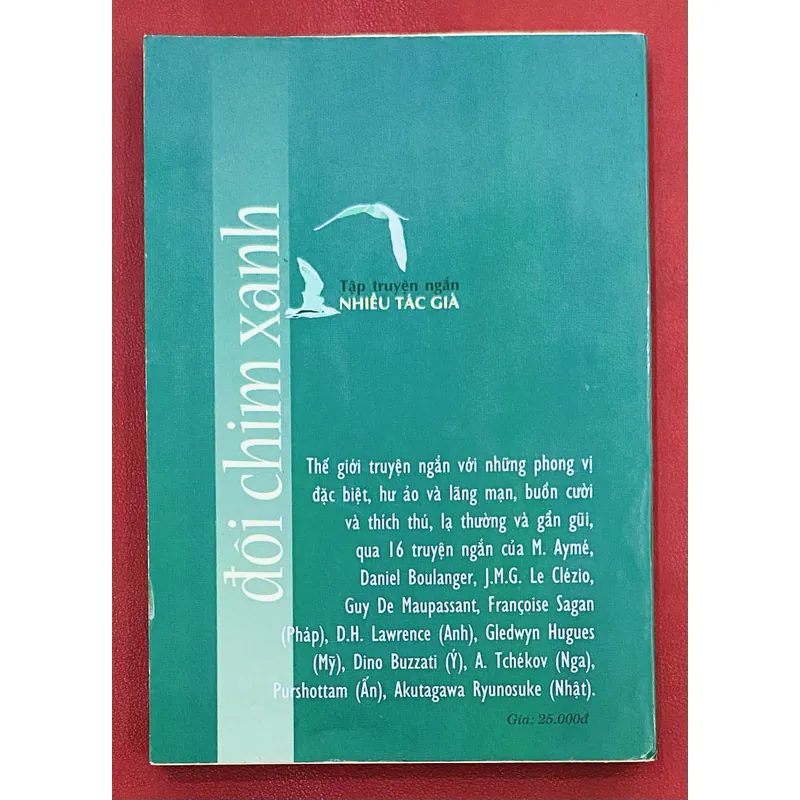 đôi chim xanh
Tập truyện ngắn
NHIỀU TÁC GIẢ
Thế giới truyện ngắn với những phong vị
đặc biệt, hư ảo và lãng mạn, buồn cười
và thích thú, lạ thường và gần gũi,
qua 16 truyện ngắn của M. Aymé,
Daniel Boulanger, J.M.G. Le Clézio,
Guy De Maupassant, Françoise Sagan
(Pháp), D.H. Lawrence (Anh), Gledwyn Hugues
(Mỹ), Dino Buzzati (Ý), A. Tchékov (Nga),
Purshottam (Ấn), Akutagawa Ryunosuke (Nhật).
Giá: 25.000đ